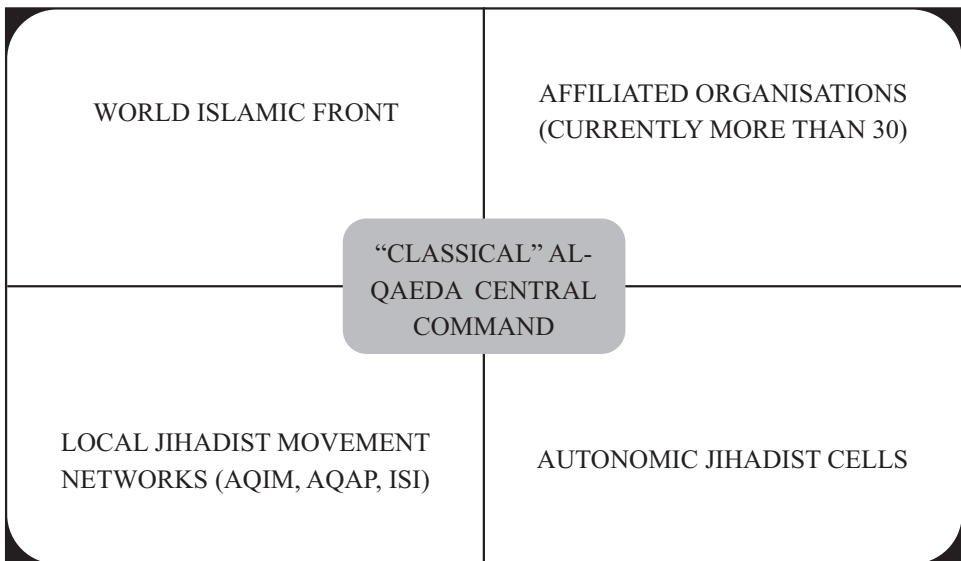 WORLD ISLAMIC FRONT
AFFILIATED ORGANISATIONS
(CURRENTLY MORE THAN 30)
“CLASSICAL” AL-
QAEDA CENTRAL
COMMAND
LOCAL JIHADIST MOVEMENT
NETWORKS (AQIM, AQAP, ISI)
AUTONOMIC JIHADIST CELLS